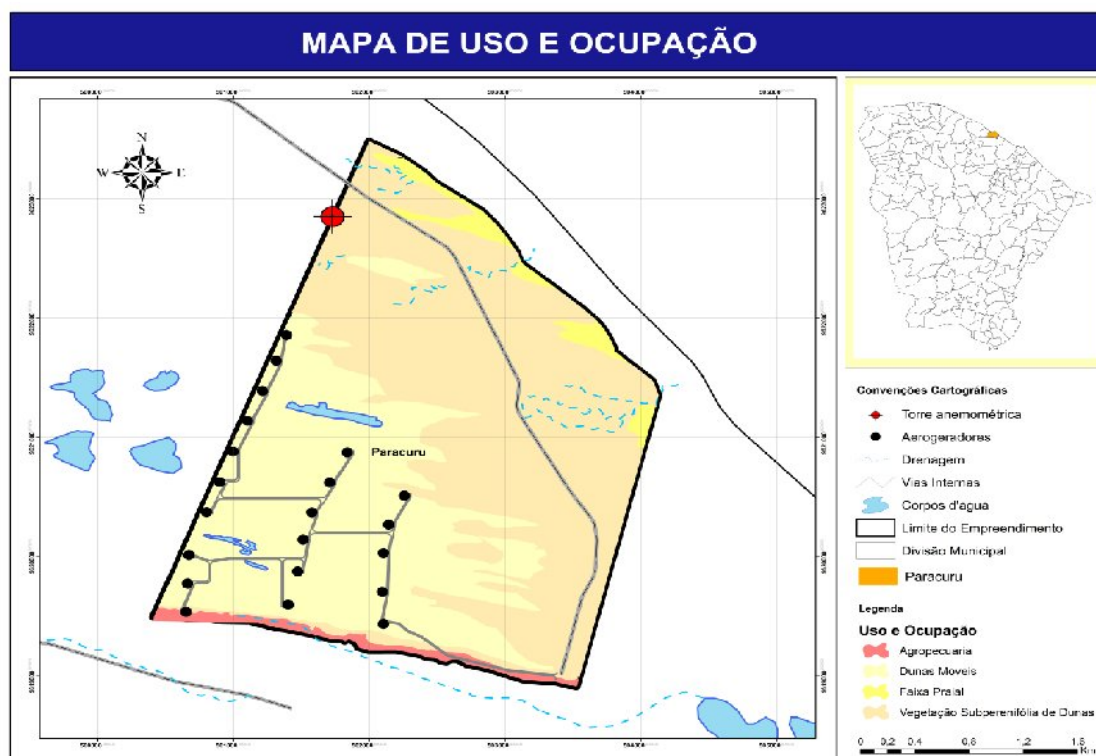 MAPA DE USO E OCUPAÇÃO
N
W
E
S
Paracuru
Convenções Cartográficas
Torre anemométrica
Aerogeradores
Drenagem
Vias Internas
Corpos d'agua
Limite do Empreendimento
Divisão Municipal
Paracuru
Legenda
Uso e Ocupação
Agropecuaria
Dunas Moveis
Faixa Praial
Vegetação Subperenifólia de Dunas
0 0.2 0.4 0.8 1.2 1.6
Km